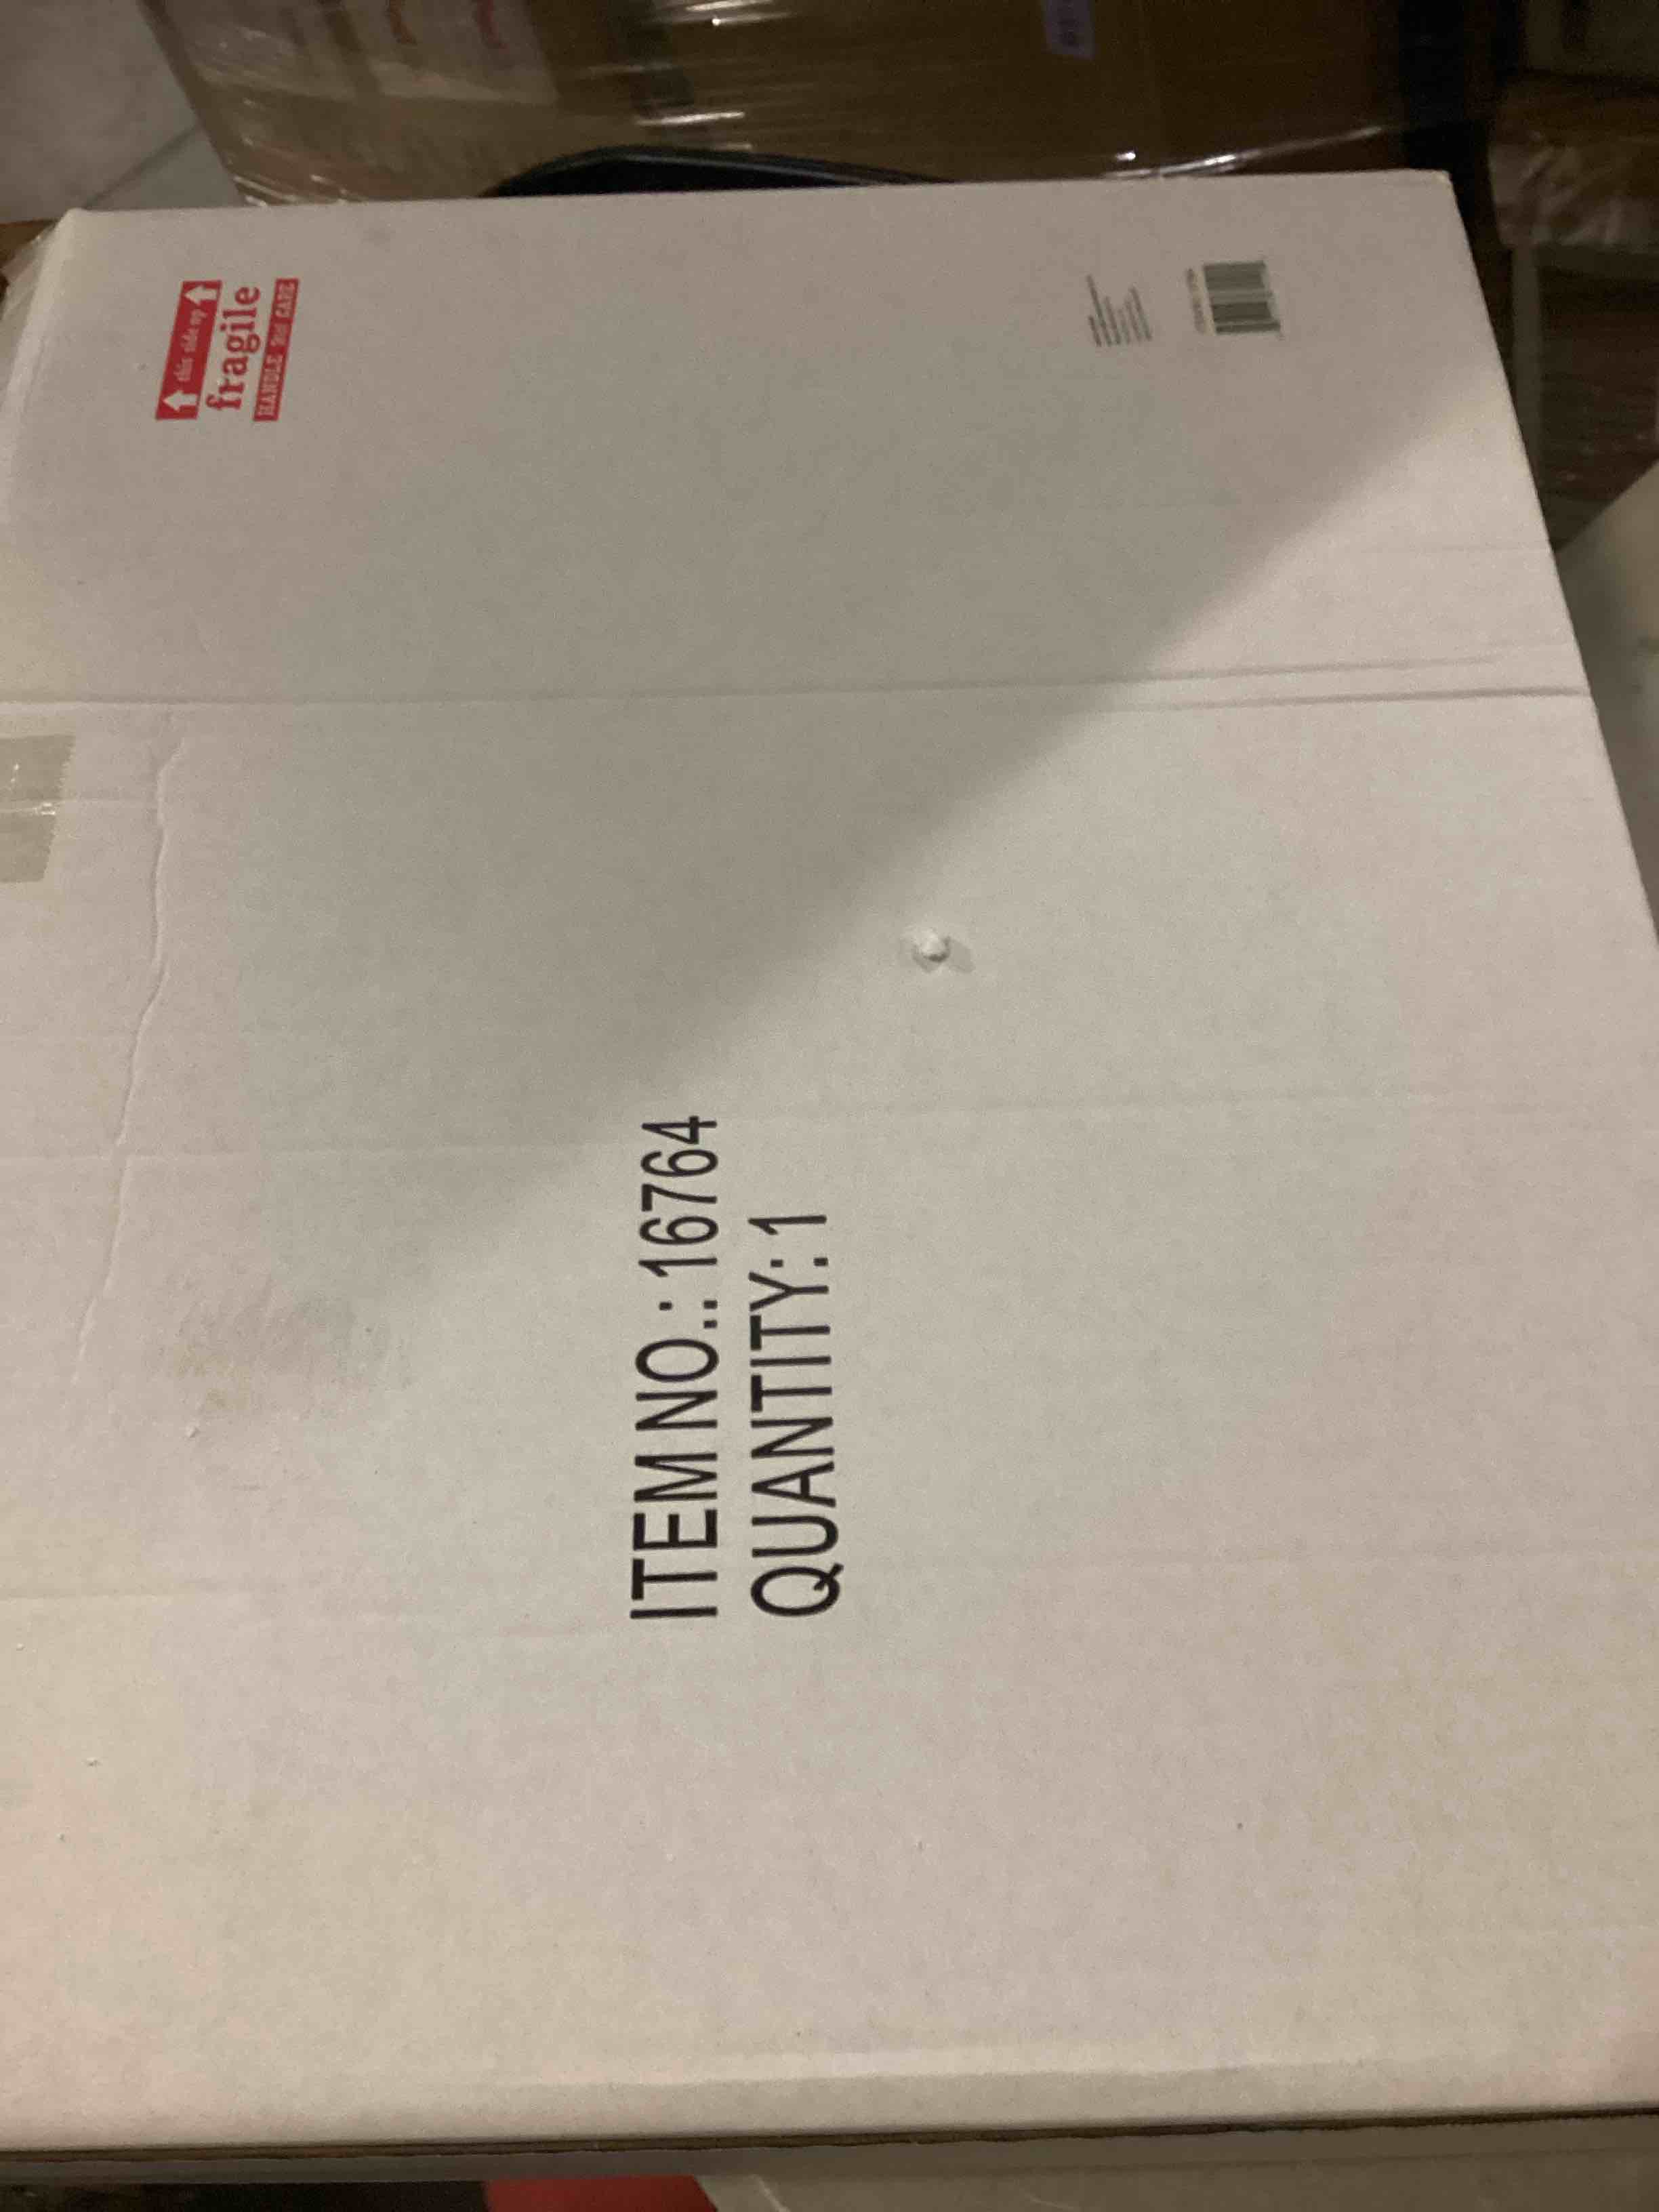 this side up
fragile
HANDLE WITH CARE
ITEM NO.: 16764
QUANTITY: 1